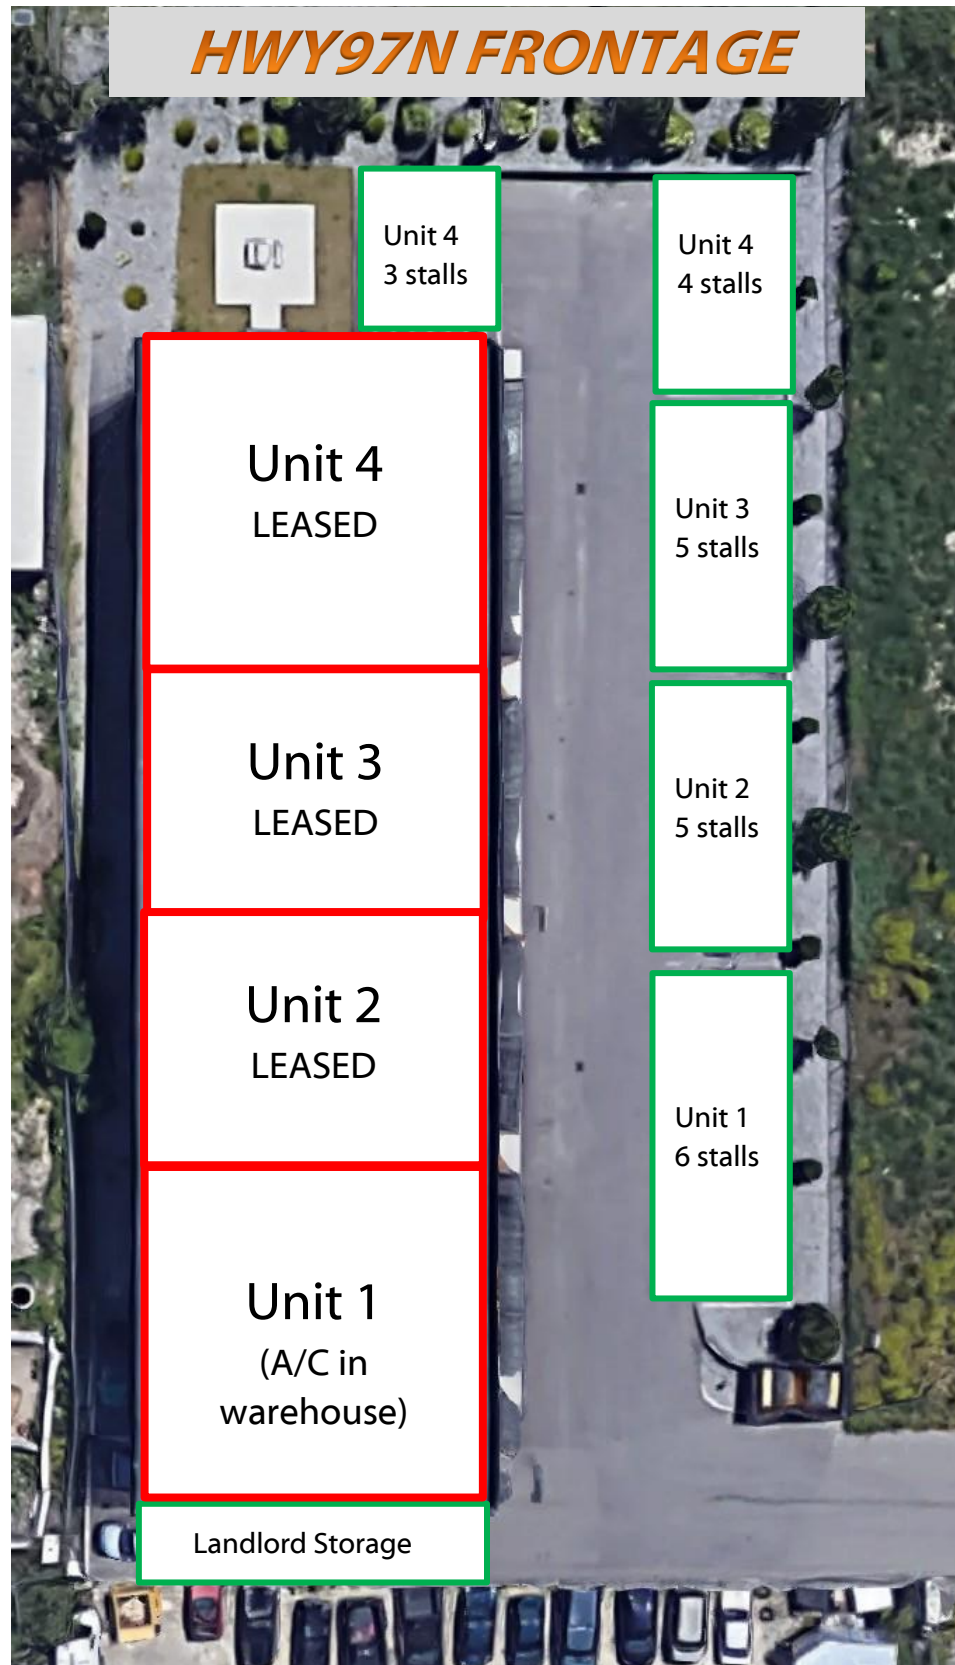 HWY97N FRONTAGE
Unit 4
3 stalls
Unit 4
4 stalls
Unit 4
LEASED
Unit 3
5 stalls
Unit 3
LEASED
Unit 2
5 stalls
Unit 2
LEASED
Unit 1
6 stalls
Unit 1
(A/C in
warehouse)
Landlord Storage